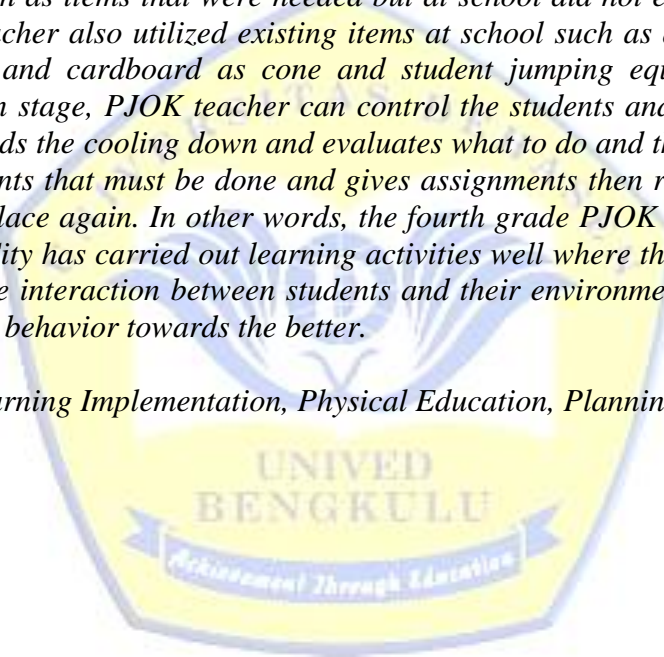 n as items that were needed but at school did not e
acher also utilized existing items at school such as
and cardboard as cone and student jumping equ
n stage, PJOK teacher can control the students and
ds the cooling down and evaluates what to do and th
nts that must be done and gives assignments then r
lace again. In other words, the fourth grade PJOK
lity has carried out learning activities well where th
e interaction between students and their environme
behavior towards the better.
arning Implementation, Physical Education, Plannin
UNIVED
BENGKULU
Achievement Through Education